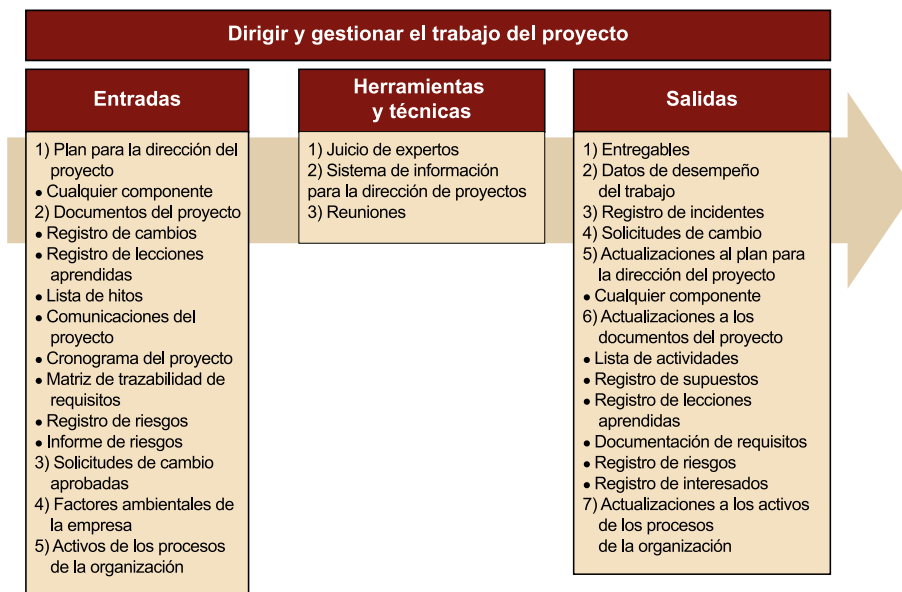 Dirigir y gestionar el trabajo del proyecto
Entradas
1) Plan para la dirección del
proyecto
• Cualquier componente
2) Documentos del proyecto
• Registro de cambios
• Registro de lecciones
aprendidas
• Lista de hitos
• Comunicaciones del
proyecto
• Cronograma del proyecto
• Matriz de trazabilidad de
requisitos
• Registro de riesgos
• Informe de riesgos
3) Solicitudes de cambio
aprobadas
4) Factores ambientales de
la empresa
5) Activos de los procesos
de la organización
Herramientas
y técnicas
1) Juicio de expertos
2) Sistema de información
para la dirección de proyectos
3) Reuniones
Salidas
1) Entregables
2) Datos de desempeño
del trabajo
3) Registro de incidentes
4) Solicitudes de cambio
5) Actualizaciones al plan para
la dirección del proyecto
• Cualquier componente
6) Actualizaciones a los
documentos del proyecto
• Lista de actividades
• Registro de supuestos
• Registro de lecciones
aprendidas
• Documentación de requisitos
• Registro de riesgos
• Registro de interesados
7) Actualizaciones a los activos
de los procesos
de la organización